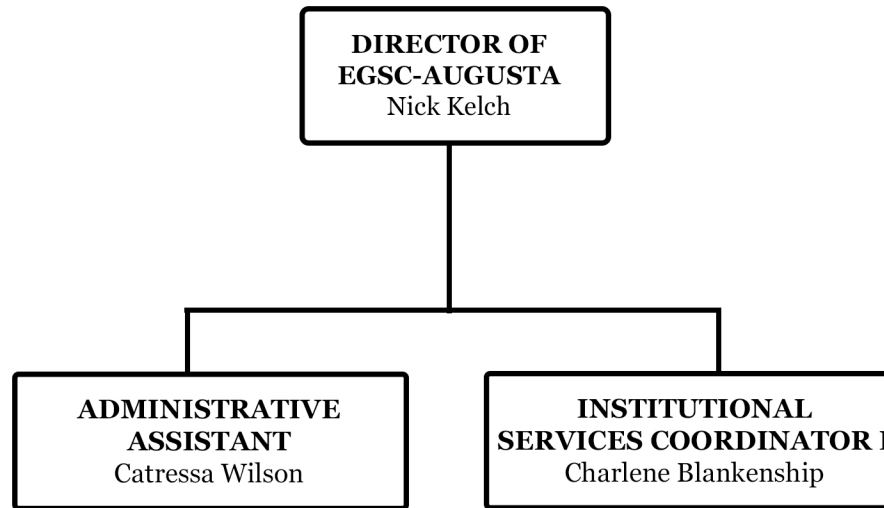 DIRECTOR OF
EGSC-AUGUSTA
Nick Kelch
ADMINISTRATIVE
ASSISTANT
Catressa Wilson
INSTITUTIONAL
SERVICES COORDINATOR
Charlene Blankenship